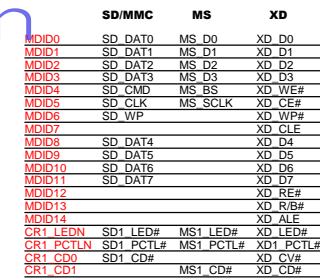 SD/MMC MS XD
MDID0 SD_DAT0 MS_D0 XD_D0
MDID1 SD_DAT1 MS_D1 XD_D1
MDID2 SD_DAT2 MS_D2 XD_D2
MDID3 SD_DAT3 MS_D3 XD_D3
MDID4 SD_CMD MS_BS XD_WE#
MDID5 SD_CLK MS_SCLK XD_CE#
MDID6 SD_WP XD_WP#
MDID7 XD_CLE
MDID8 SD_DAT4 XD_D4
MDID9 SD_DAT5 XD_D5
MDID10 SD_DAT6 XD_D6
MDID11 SD_DAT7 XD_D7
MDID12 XD_RE#
MDID13 XD_R/B#
MDID14 XD_ALE
CR1_LEDN SD1_LED# MS1_LED# XD_LED#
CR1_PCTLN SD1_PCTL# MS1_PCTL# XD1_PCTL#
CR1_CD0 SD1_CD# XD_CV#
CR1_CD1 MS1_CD# XD_CD#